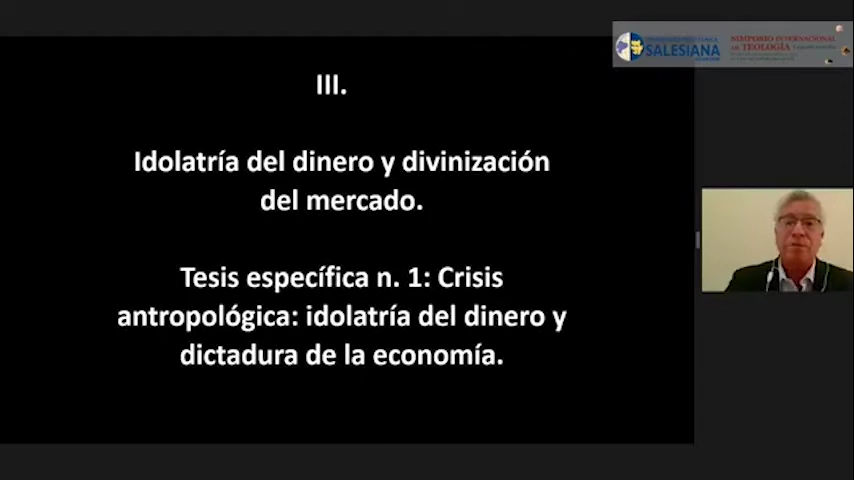 SALESIANA
SIMPOSIO INTERNACIONAL
DE TEOLOGÍA
III.
Idolatría del dinero y divinización
del mercado.
Tesis específica n. 1: Crisis
antropológica: idolatría del dinero y
dictadura de la economía.